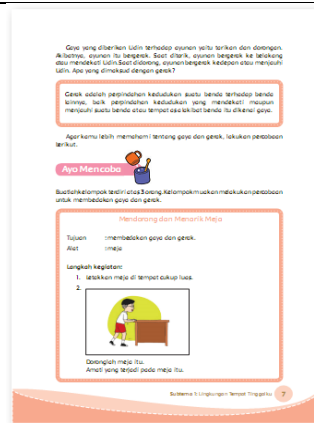 Gaya yang diberikan Udin terhadap ayunan yaitu tarikan dan dorongan.
Akibatnya, ayunan itu bergerak. Saat ditarik, ayunan bergerak ke belakang
atau mendekati Udin. Saat didorong, ayunan bergerak kedepan atau menjauhi
Udin. Apa yang dimaksud dengan gerak?
Gerak adalah perpindahan kedudukan suatu benda terhadap benda
lainnya, baik perpindahan kedudukan yang mendekati maupun
menjauhi suatu benda atau tempat asal akibat benda itu dikenai gaya.
Agar kamu lebih memahami tentang gaya dan gerak, lakukan percobaan
berikut.
Ayo Mencoba
Buatlah kelompok terdiri atas 3 orang. Kelompokmu akan melakukan percobaan
untuk membedakan gaya dan gerak.
Mendorong dan Menarik Meja
Tujuan : membedakan gaya dan gerak.
Alat : meja
Langkah kegiatan:
1. Letakkan meja di tempat cukup luas.
2.
Doronglah meja itu.
Amati yang terjadi pada meja itu.
Subtema 1: Lingkungan Tempat Tinggalku 7